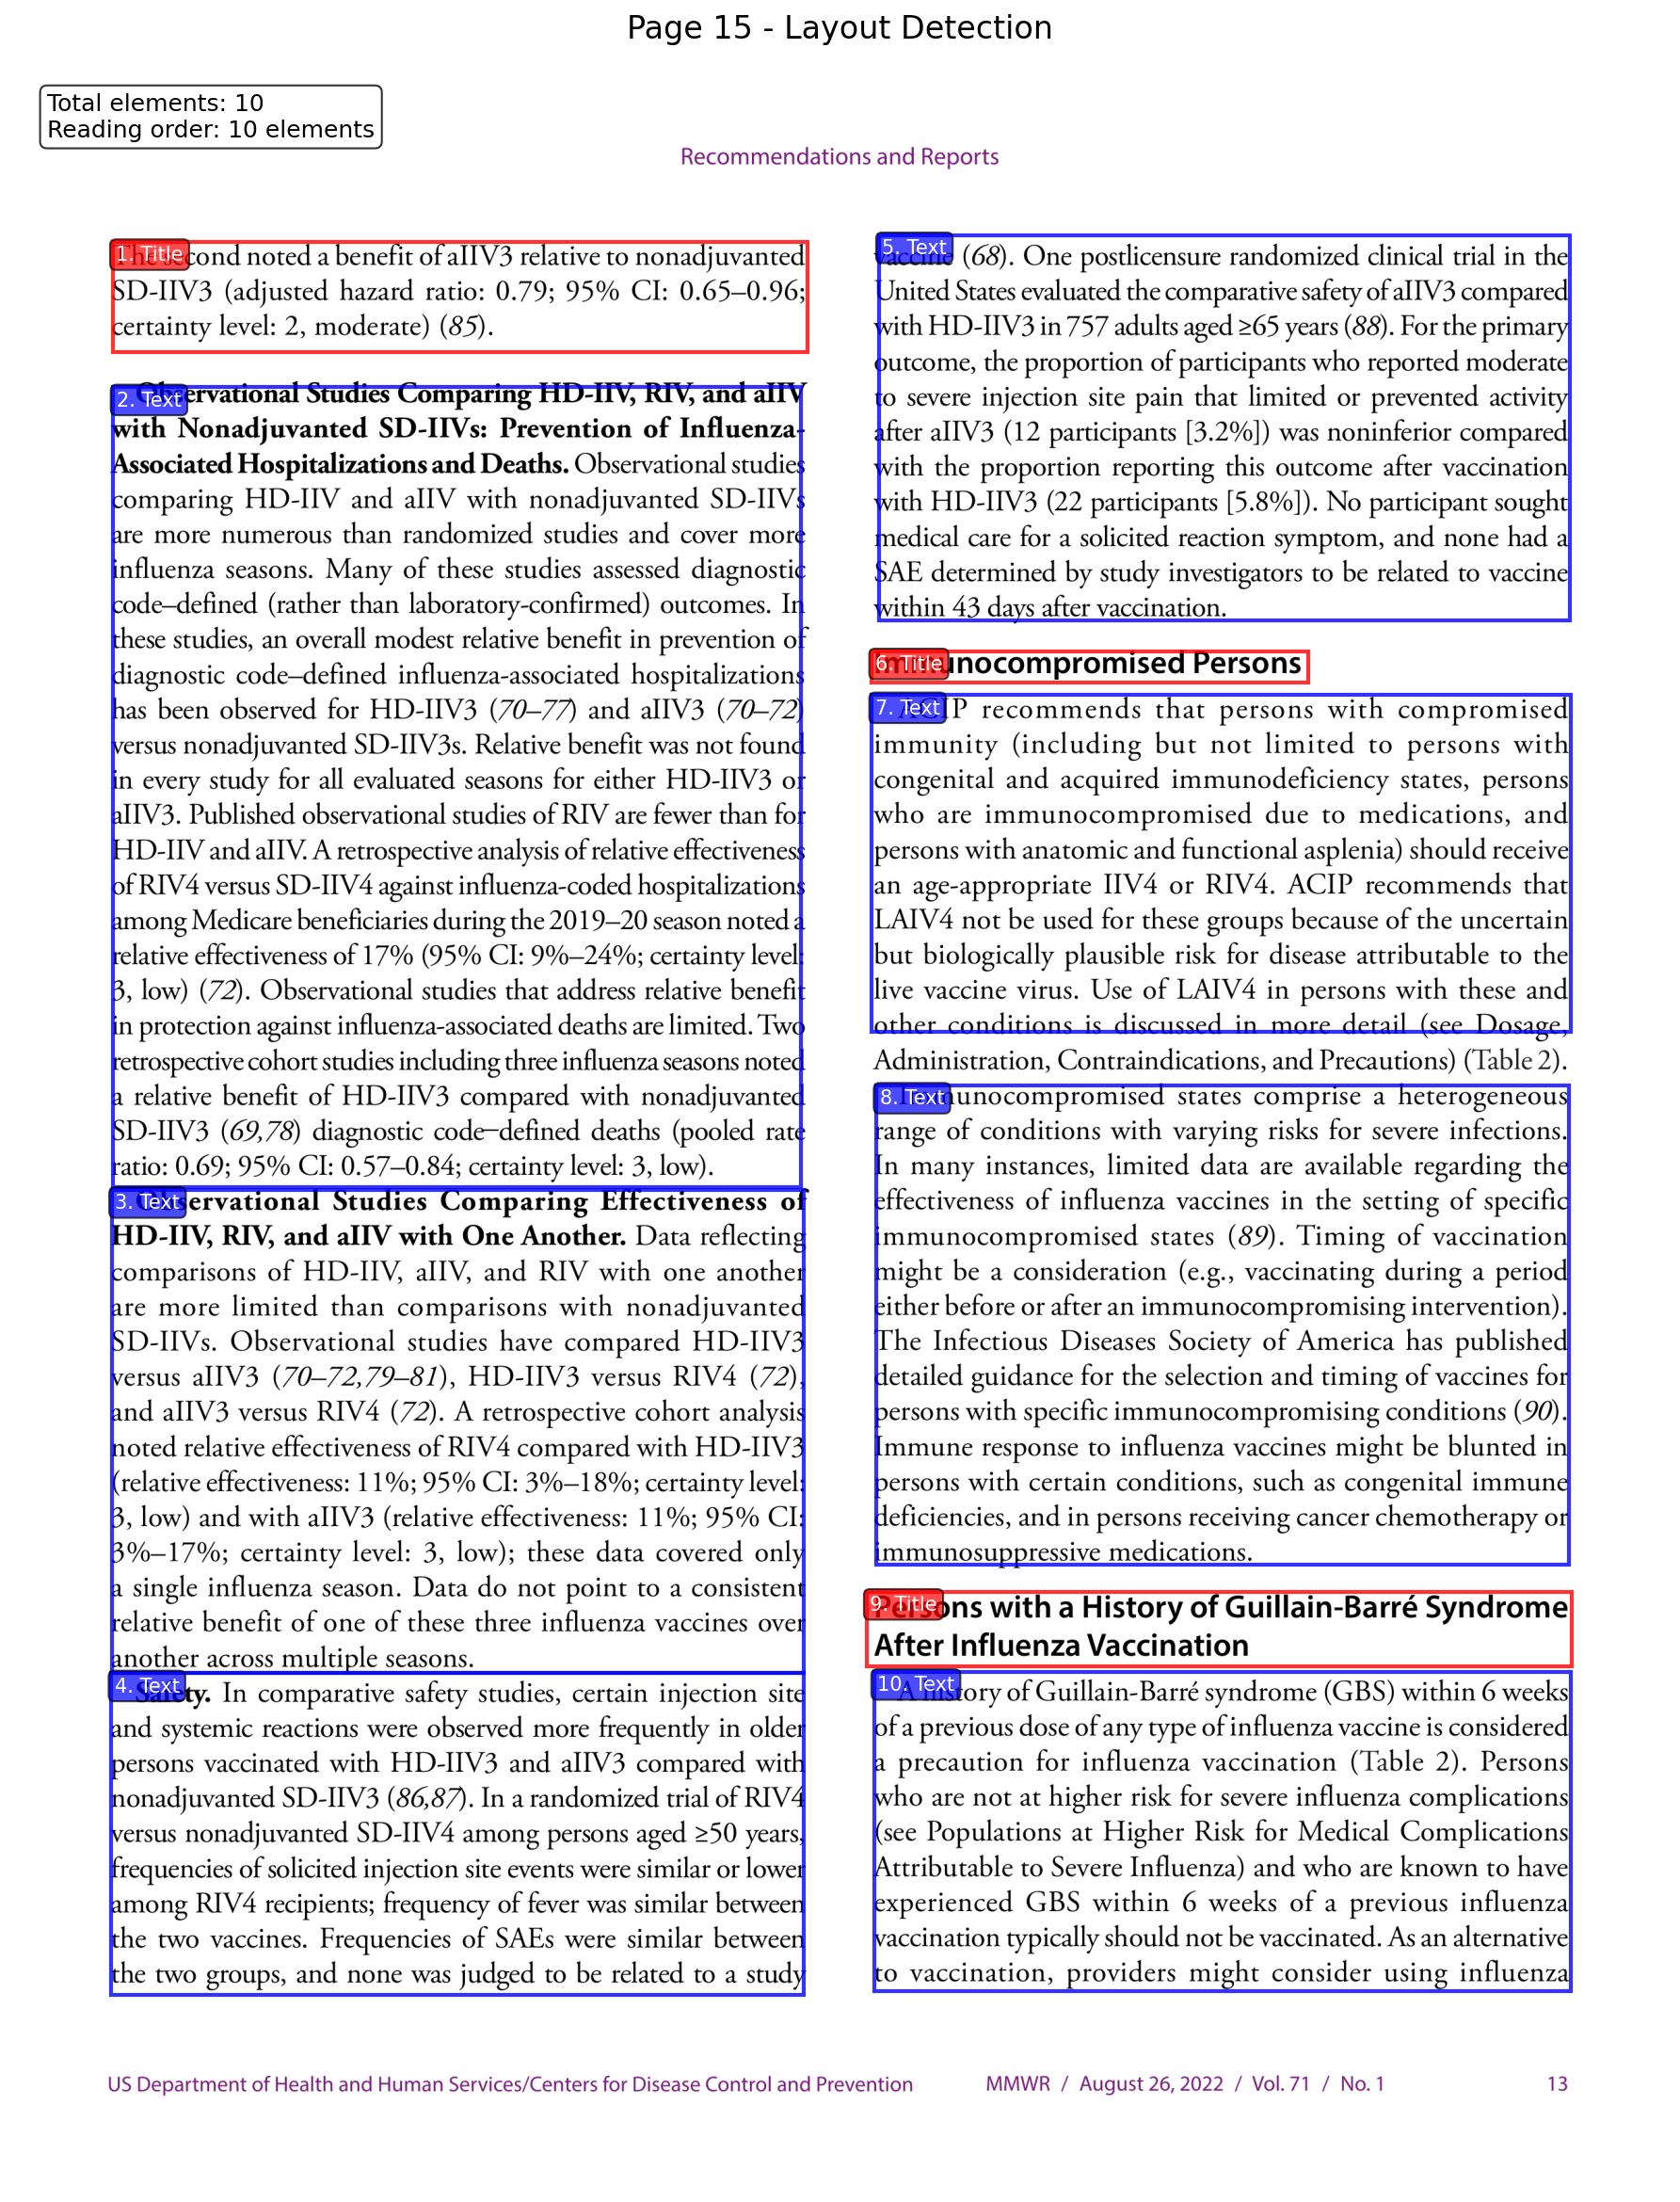 Page 15 - Layout Detection
Total elements: 10
Reading order: 10 elements
Recommendations and Reports
1. Title
The second noted a benefit of aIIV3 relative to nonadjuvanted
SD-IIV3 (adjusted hazard ratio: 0.79; 95% CI: 0.65–0.96;
certainty level: 2, moderate) (85).
2. Text
Observational Studies Comparing HD-IIV, RIV, and aIIV
with Nonadjuvanted SD-IIVs: Prevention of Influenza-
Associated Hospitalizations and Deaths. Observational studies
comparing HD-IIV and aIIV with nonadjuvanted SD-IIVs
are more numerous than randomized studies and cover more
influenza seasons. Many of these studies assessed diagnostic
code–defined (rather than laboratory-confirmed) outcomes. In
these studies, an overall modest relative benefit in prevention of
diagnostic code–defined influenza-associated hospitalizations
has been observed for HD-IIV3 (70–77) and aIIV3 (70–72)
versus nonadjuvanted SD-IIV3s. Relative benefit was not found
in every study for all evaluated seasons for either HD-IIV3 or
aIIV3. Published observational studies of RIV are fewer than for
HD-IIV and aIIV. A retrospective analysis of relative effectiveness
of RIV4 versus SD-IIV4 against influenza-coded hospitalizations
among Medicare beneficiaries during the 2019–20 season noted a
relative effectiveness of 17% (95% CI: 9%–24%; certainty level:
3, low) (72). Observational studies that address relative benefit
in protection against influenza-associated deaths are limited. Two
retrospective cohort studies including three influenza seasons noted
a relative benefit of HD-IIV3 compared with nonadjuvanted
SD-IIV3 (69,78) diagnostic code–defined deaths (pooled rate
ratio: 0.69; 95% CI: 0.57–0.84; certainty level: 3, low).
3. Text
Observational Studies Comparing Effectiveness of
HD-IIV, RIV, and aIIV with One Another. Data reflecting
comparisons of HD-IIV, aIIV, and RIV with one another
are more limited than comparisons with nonadjuvanted
SD-IIVs. Observational studies have compared HD-IIV3
versus aIIV3 (70–72,79–81), HD-IIV3 versus RIV4 (72),
and aIIV3 versus RIV4 (72). A retrospective cohort analysis
noted relative effectiveness of RIV4 compared with HD-IIV3
(relative effectiveness: 11%; 95% CI: 3%–18%; certainty level:
3, low) and with aIIV3 (relative effectiveness: 11%; 95% CI:
3%–17%; certainty level: 3, low); these data covered only
a single influenza season. Data do not point to a consistent
relative benefit of one of these three influenza vaccines over
another across multiple seasons.
4. Text
Safety. In comparative safety studies, certain injection site
and systemic reactions were observed more frequently in older
persons vaccinated with HD-IIV3 and aIIV3 compared with
nonadjuvanted SD-IIV3 (86,87). In a randomized trial of RIV4
versus nonadjuvanted SD-IIV4 among persons aged ≥50 years,
frequencies of solicited injection site events were similar or lower
among RIV4 recipients; frequency of fever was similar between
the two vaccines. Frequencies of SAEs were similar between
the two groups, and none was judged to be related to a study
5. Text
vaccine (68). One postlicensure randomized clinical trial in the
United States evaluated the comparative safety of aIIV3 compared
with HD-IIV3 in 757 adults aged ≥65 years (88). For the primary
outcome, the proportion of participants who reported moderate
to severe injection site pain that limited or prevented activity
after aIIV3 (12 participants [3.2%]) was noninferior compared
with the proportion reporting this outcome after vaccination
with HD-IIV3 (22 participants [5.8%]). No participant sought
medical care for a solicited reaction symptom, and none had a
SAE determined by study investigators to be related to vaccine
within 43 days after vaccination.
6. Title
Immunocompromised Persons
7. Text
ACIP recommends that persons with compromised
immunity (including but not limited to persons with
congenital and acquired immunodeficiency states, persons
who are immunocompromised due to medications, and
persons with anatomic and functional asplenia) should receive
an age-appropriate IIV4 or RIV4. ACIP recommends that
LAIV4 not be used for these groups because of the uncertain
but biologically plausible risk for disease attributable to the
live vaccine virus. Use of LAIV4 in persons with these and
other conditions is discussed in more detail (see Dosage,
Administration, Contraindications, and Precautions) (Table 2).
8. Text
Immunocompromised states comprise a heterogeneous
range of conditions with varying risks for severe infections.
In many instances, limited data are available regarding the
effectiveness of influenza vaccines in the setting of specific
immunocompromised states (89). Timing of vaccination
might be a consideration (e.g., vaccinating during a period
either before or after an immunocompromising intervention).
The Infectious Diseases Society of America has published
detailed guidance for the selection and timing of vaccines for
persons with specific immunocompromising conditions (90).
Immune response to influenza vaccines might be blunted in
persons with certain conditions, such as congenital immune
deficiencies, and in persons receiving cancer chemotherapy or
immunosuppressive medications.
9. Title
Persons with a History of Guillain-Barré Syndrome
After Influenza Vaccination
10. Text
A history of Guillain-Barré syndrome (GBS) within 6 weeks
of a previous dose of any type of influenza vaccine is considered
a precaution for influenza vaccination (Table 2). Persons
who are not at higher risk for severe influenza complications
(see Populations at Higher Risk for Medical Complications
Attributable to Severe Influenza) and who are known to have
experienced GBS within 6 weeks of a previous influenza
vaccination typically should not be vaccinated. As an alternative
to vaccination, providers might consider using influenza
US Department of Health and Human Services/Centers for Disease Control and Prevention MMWR / August 26, 2022 / Vol. 71 / No. 1 13